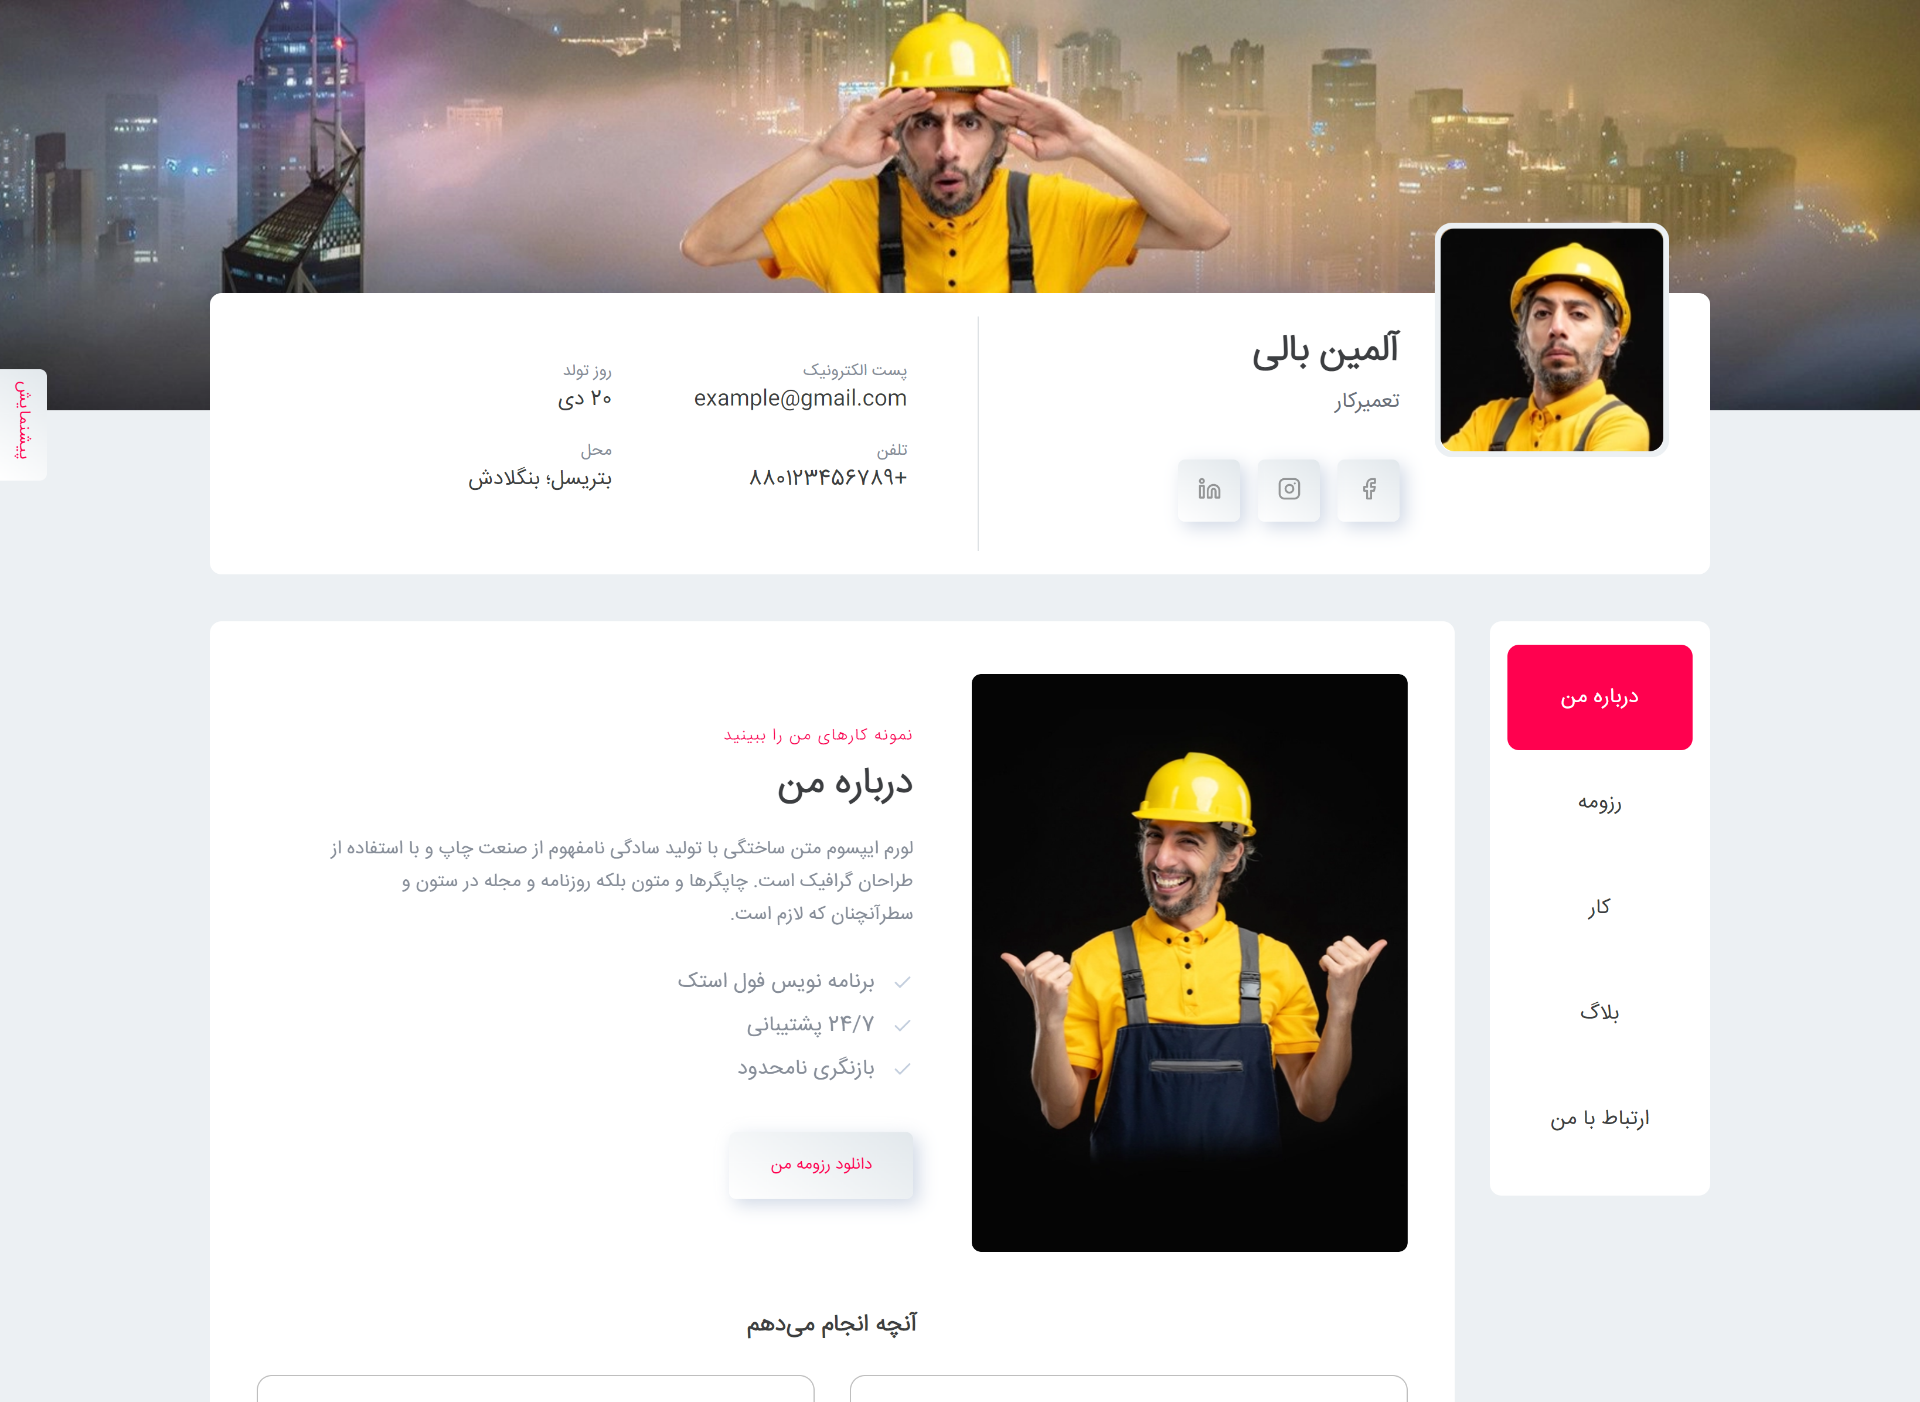 آلمین بالی
تعمیرکار
پست الکترونیک
example@gmail.com
روز تولد
۲۰ دی
تلفن
+۸۸۰۱۲۳۴۵۶۷۸۹
محل
بتریسل؛ بنگلادش
پیشنمایش
درباره من
رزومه
کار
بلاگ
ارتباط با من
نمونه کارهای من را ببینید
درباره من
لورم ایپسوم متن ساختگی با تولید سادگی نامفهوم از صنعت چاپ و با استفاده از
طراحان گرافیک است. چاپگرها و متون بلکه روزنامه و مجله در ستون و
سطرآنچنان که لازم است.
برنامه نویس فول استک
۲۴/۷ پشتیبانی
بازنگری نامحدود
دانلود رزومه من
آنچه انجام می‌دهم